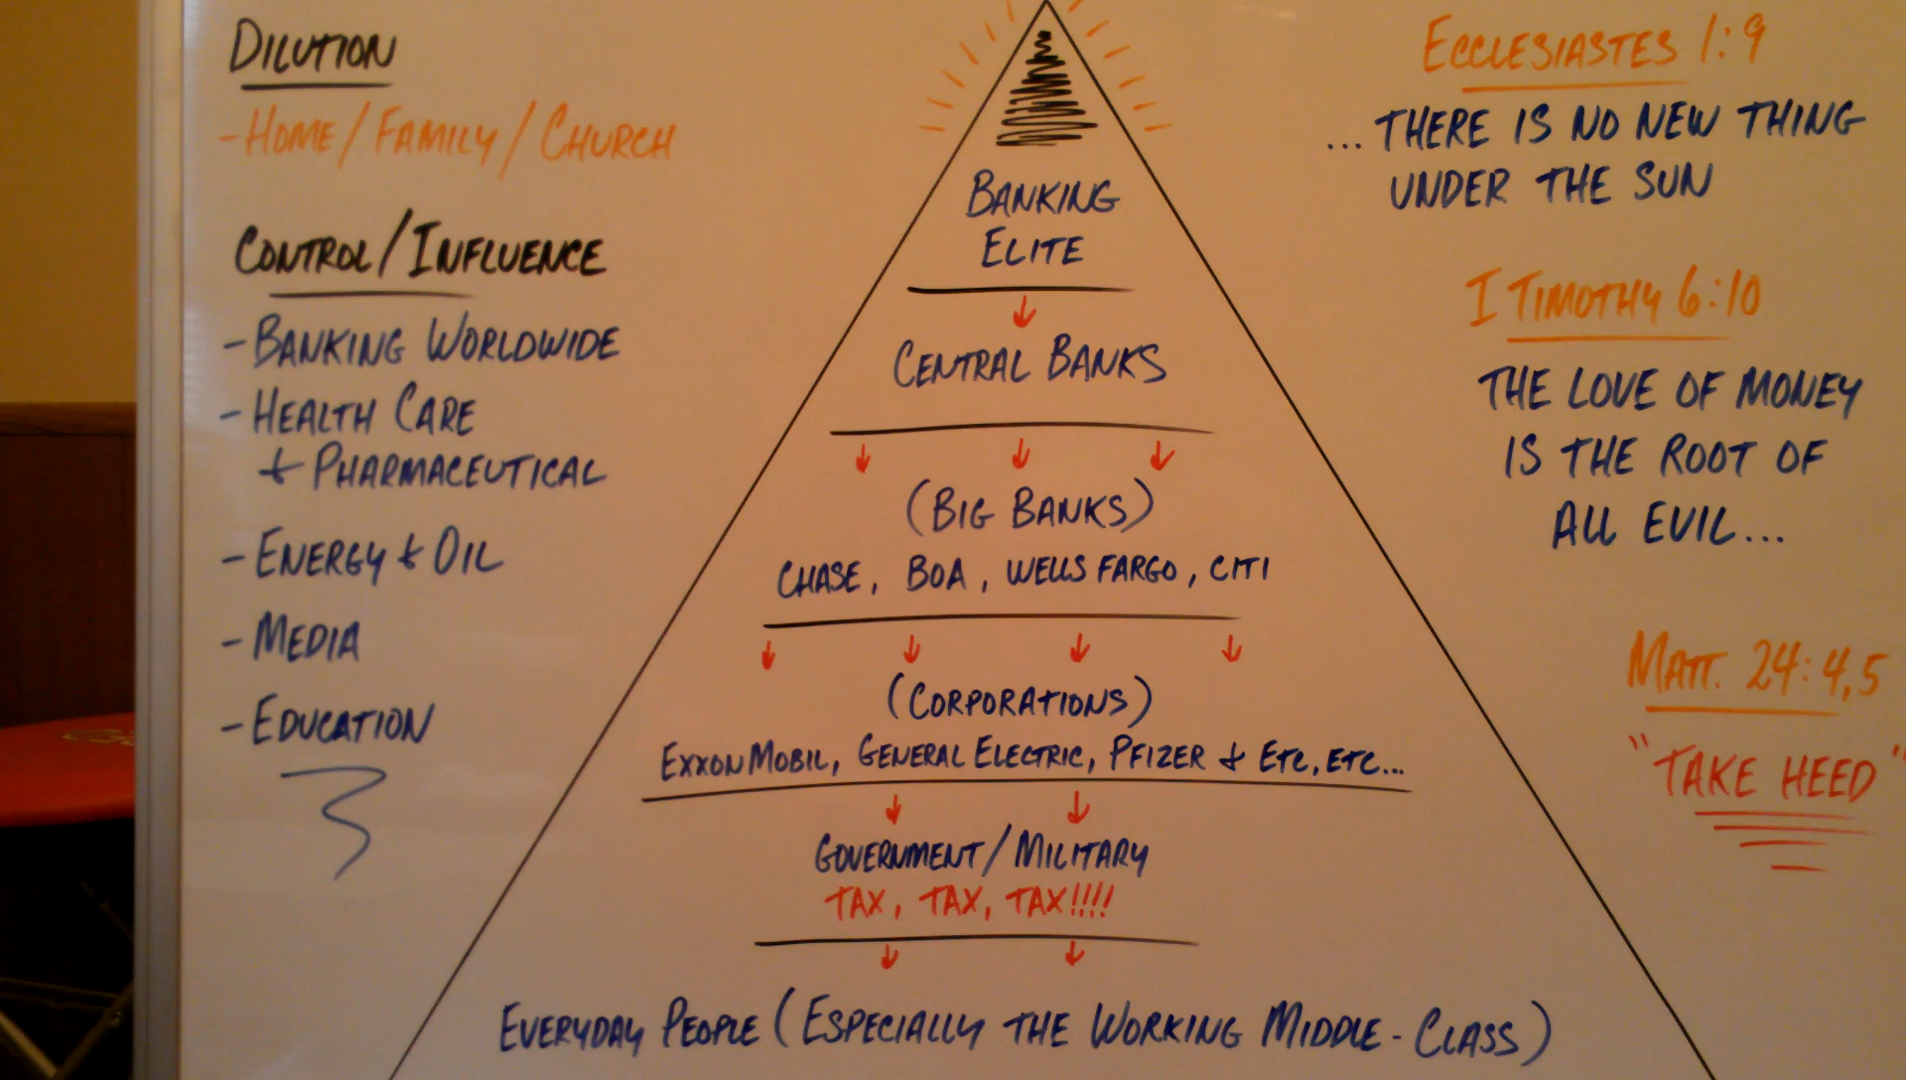 DILUTION
- HOME / FAMILY / CHURCH
CONTROL / INFLUENCE
- BANKING WORLDWIDE
- HEALTH CARE
+ PHARMACEUTICAL
- ENERGY & OIL
- MEDIA
- EDUCATION
BANKING
ELITE
CENTRAL BANKS
(BIG BANKS)
CHASE, BOA, WELLS FARGO, CITI
(CORPORATIONS)
EXXONMOBIL, GENERAL ELECTRIC, PFIZER & ETC, ETC...
GOVERNMENT / MILITARY
TAX, TAX, TAX!!!!
EVERYDAY PEOPLE (ESPECIALLY THE WORKING MIDDLE-CLASS)
ECCLESIASTES 1:9
...THERE IS NO NEW THING
UNDER THE SUN
I TIMOTHY 6:10
THE LOVE OF MONEY
IS THE ROOT OF
ALL EVIL...
MATT. 24:4,5
"TAKE HEED"